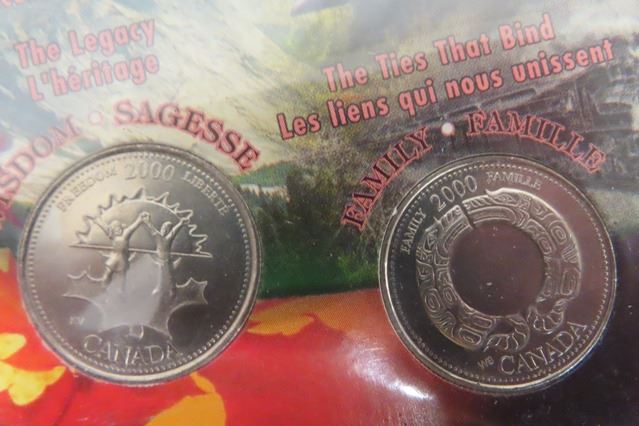 The Legacy
L'héritage
The Ties That Bind
Les liens qui nous unissent
SAGESSE
FAMILY • FAMILLE
FREEDOM 2000 LIBERTÉ
CANADA
FAMILY 2000 FAMILLE
WB CANADA